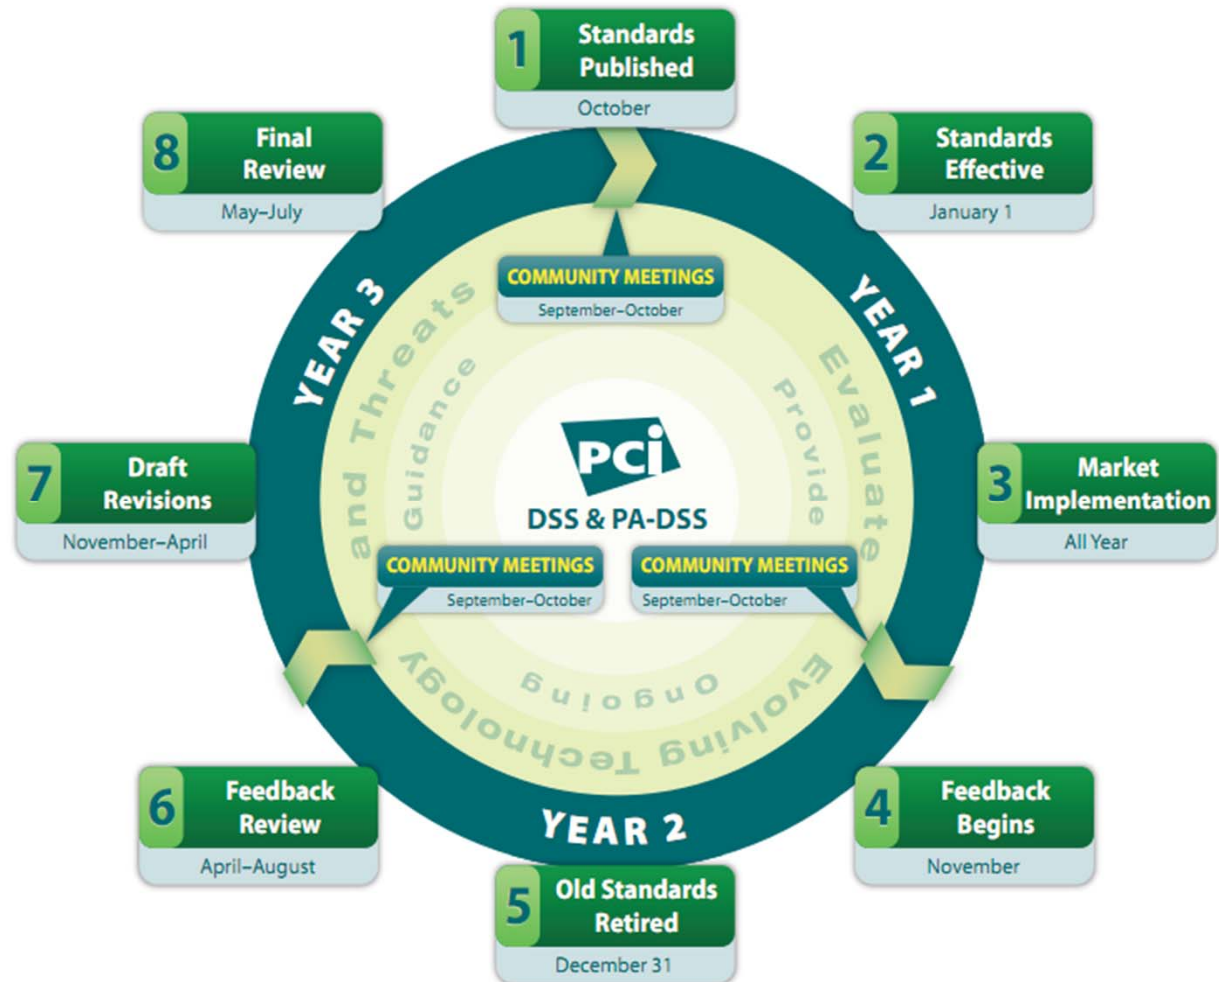 1
Standards
Published
October
2
Standards
Effective
January 1
3
Market
Implementation
All Year
4
Feedback
Begins
November
5
Old Standards
Retired
December 31
6
Feedback
Review
April–August
7
Draft
Revisions
November–April
8
Final
Review
May–July
YEAR 1
YEAR 2
YEAR 3
COMMUNITY MEETINGS
September–October
COMMUNITY MEETINGS
September–October
COMMUNITY MEETINGS
September–October
Evaluate
Evolving Technology
and Threats
Provide
Ongoing
Guidance
PCi
DSS & PA-DSS